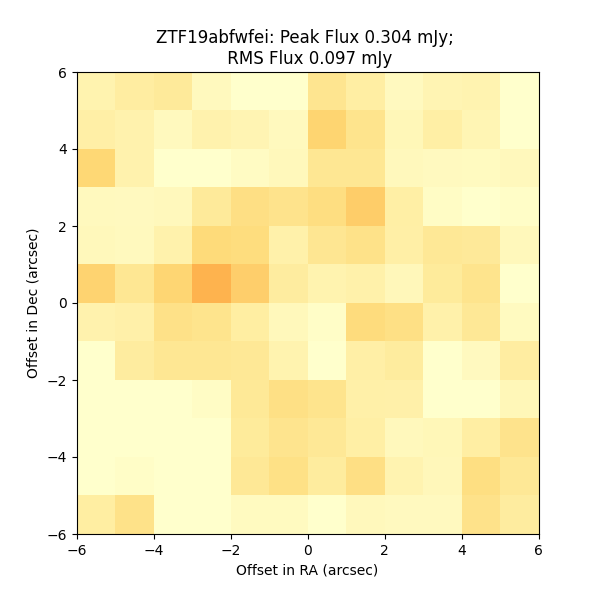 ZTF19abfwfei: Peak Flux 0.304 mJy;
RMS Flux 0.097 mJy
6
4
2
0
−2
−4
−6
Offset in Dec (arcsec)
−6 −4 −2 0 2 4 6
Offset in RA (arcsec)